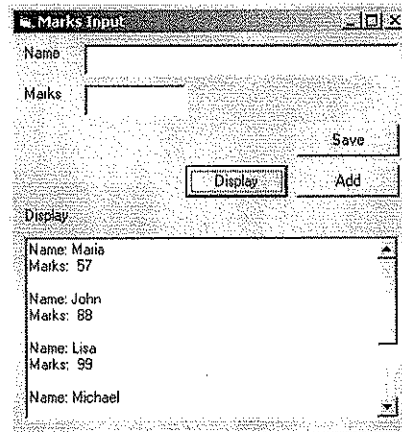 Marks Input
Name
Marks
Save
Display
Add
Display
Name: Maria
Marks: 57
Name: John
Marks: 88
Name: Lisa
Marks: 99
Name: Michael